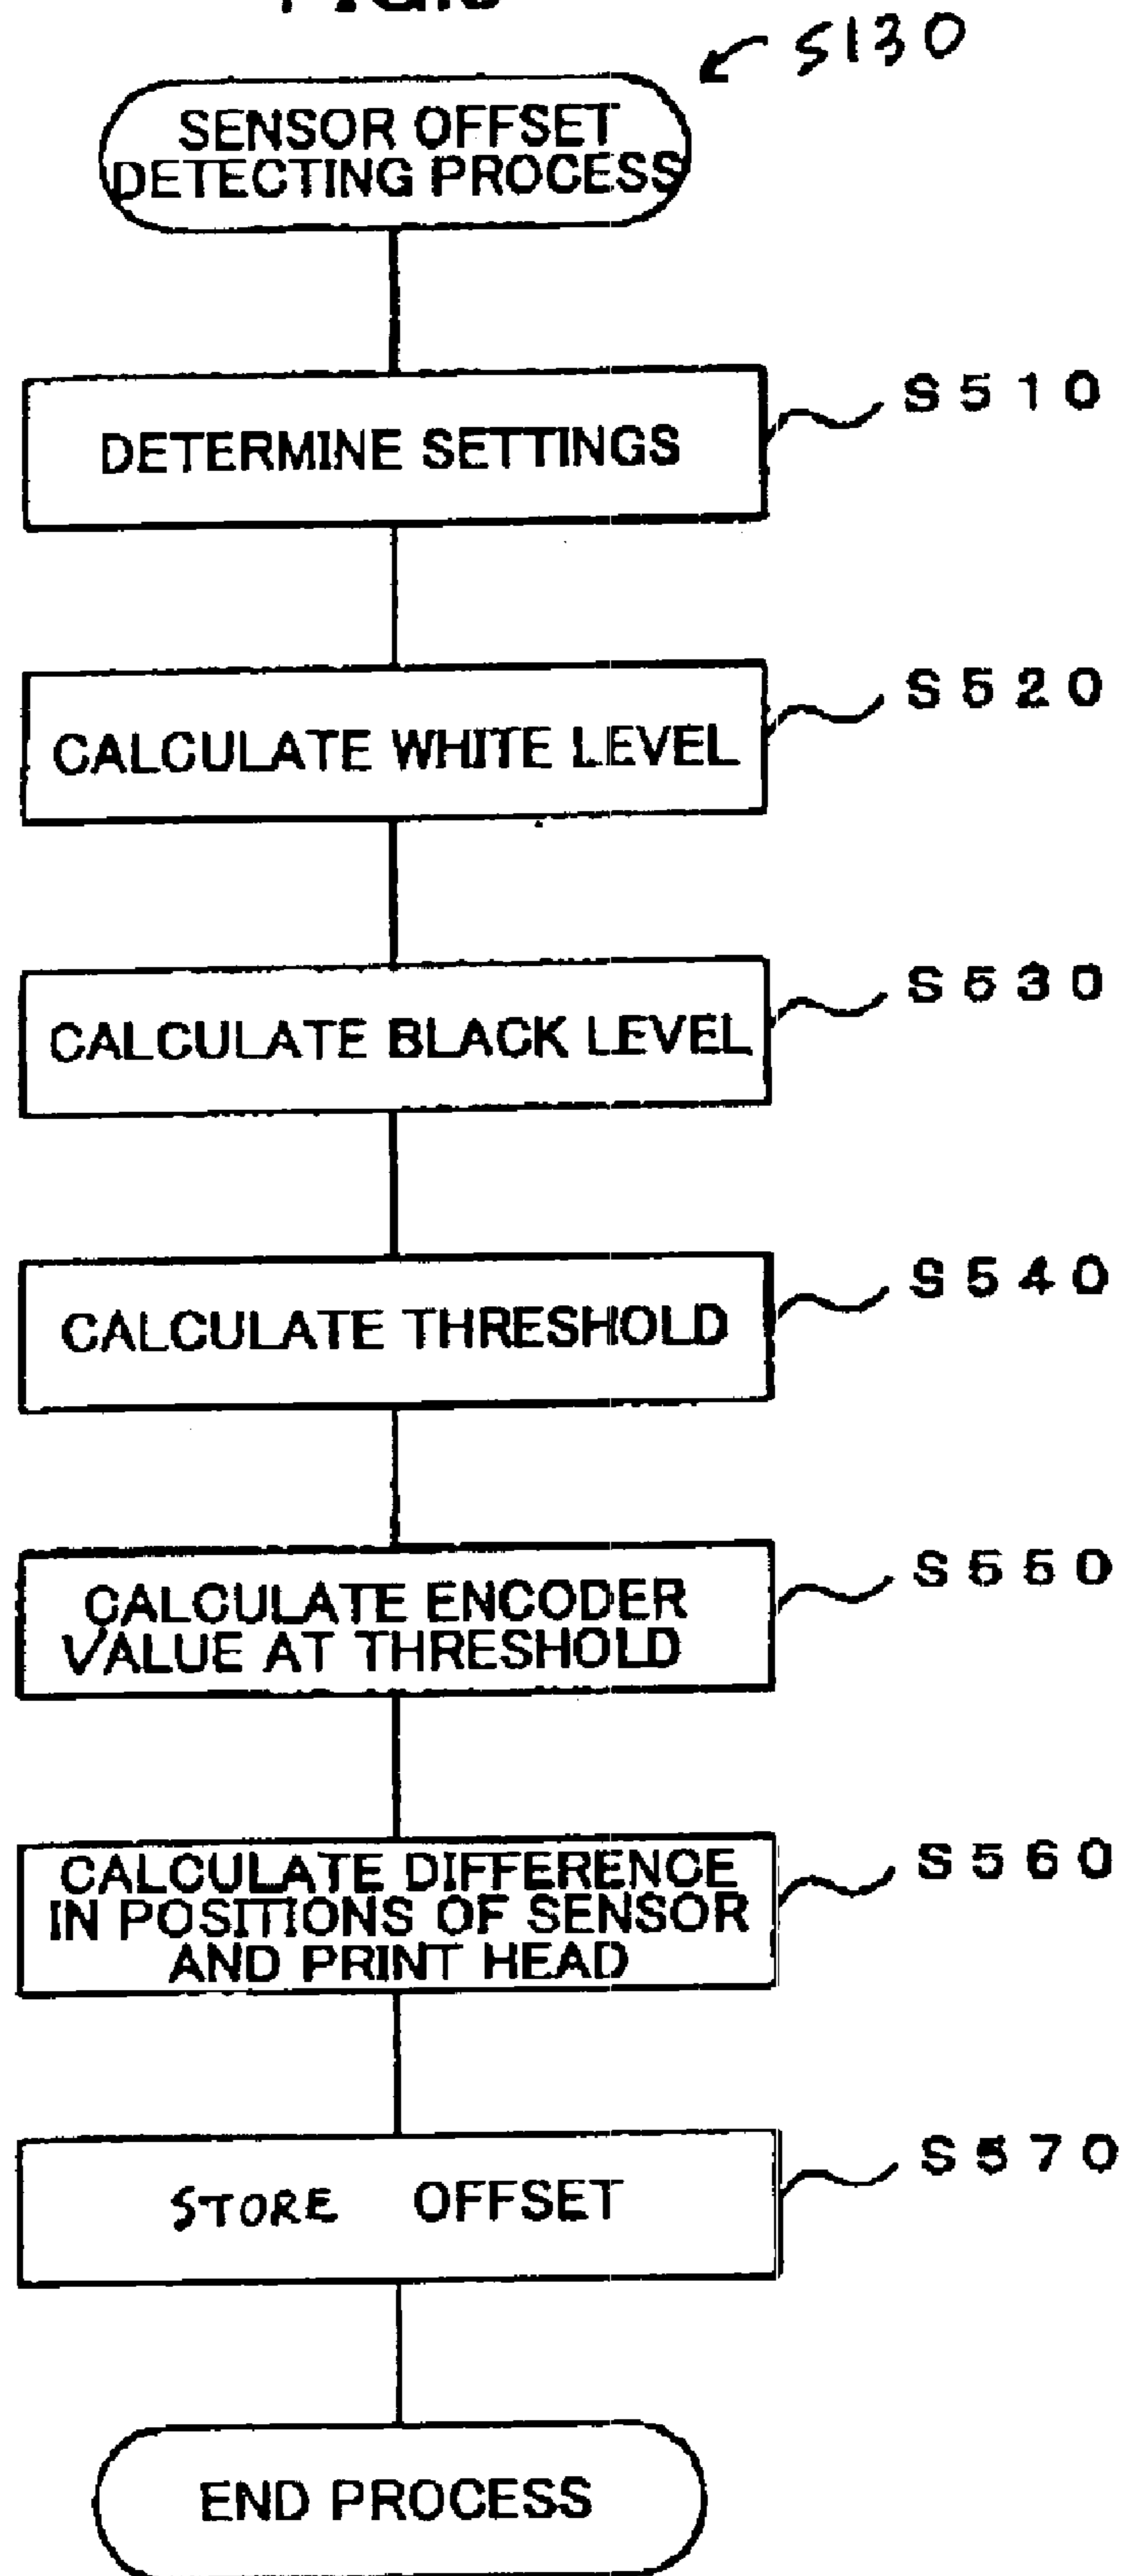 S130
SENSOR OFFSET
DETECTING PROCESS
DETERMINE SETTINGS
S510
CALCULATE WHITE LEVEL
S520
CALCULATE BLACK LEVEL
S530
CALCULATE THRESHOLD
S540
CALCULATE ENCODER
VALUE AT THRESHOLD
S550
CALCULATE DIFFERENCE
IN POSITIONS OF SENSOR
AND PRINT HEAD
S560
STORE OFFSET
S570
END PROCESS